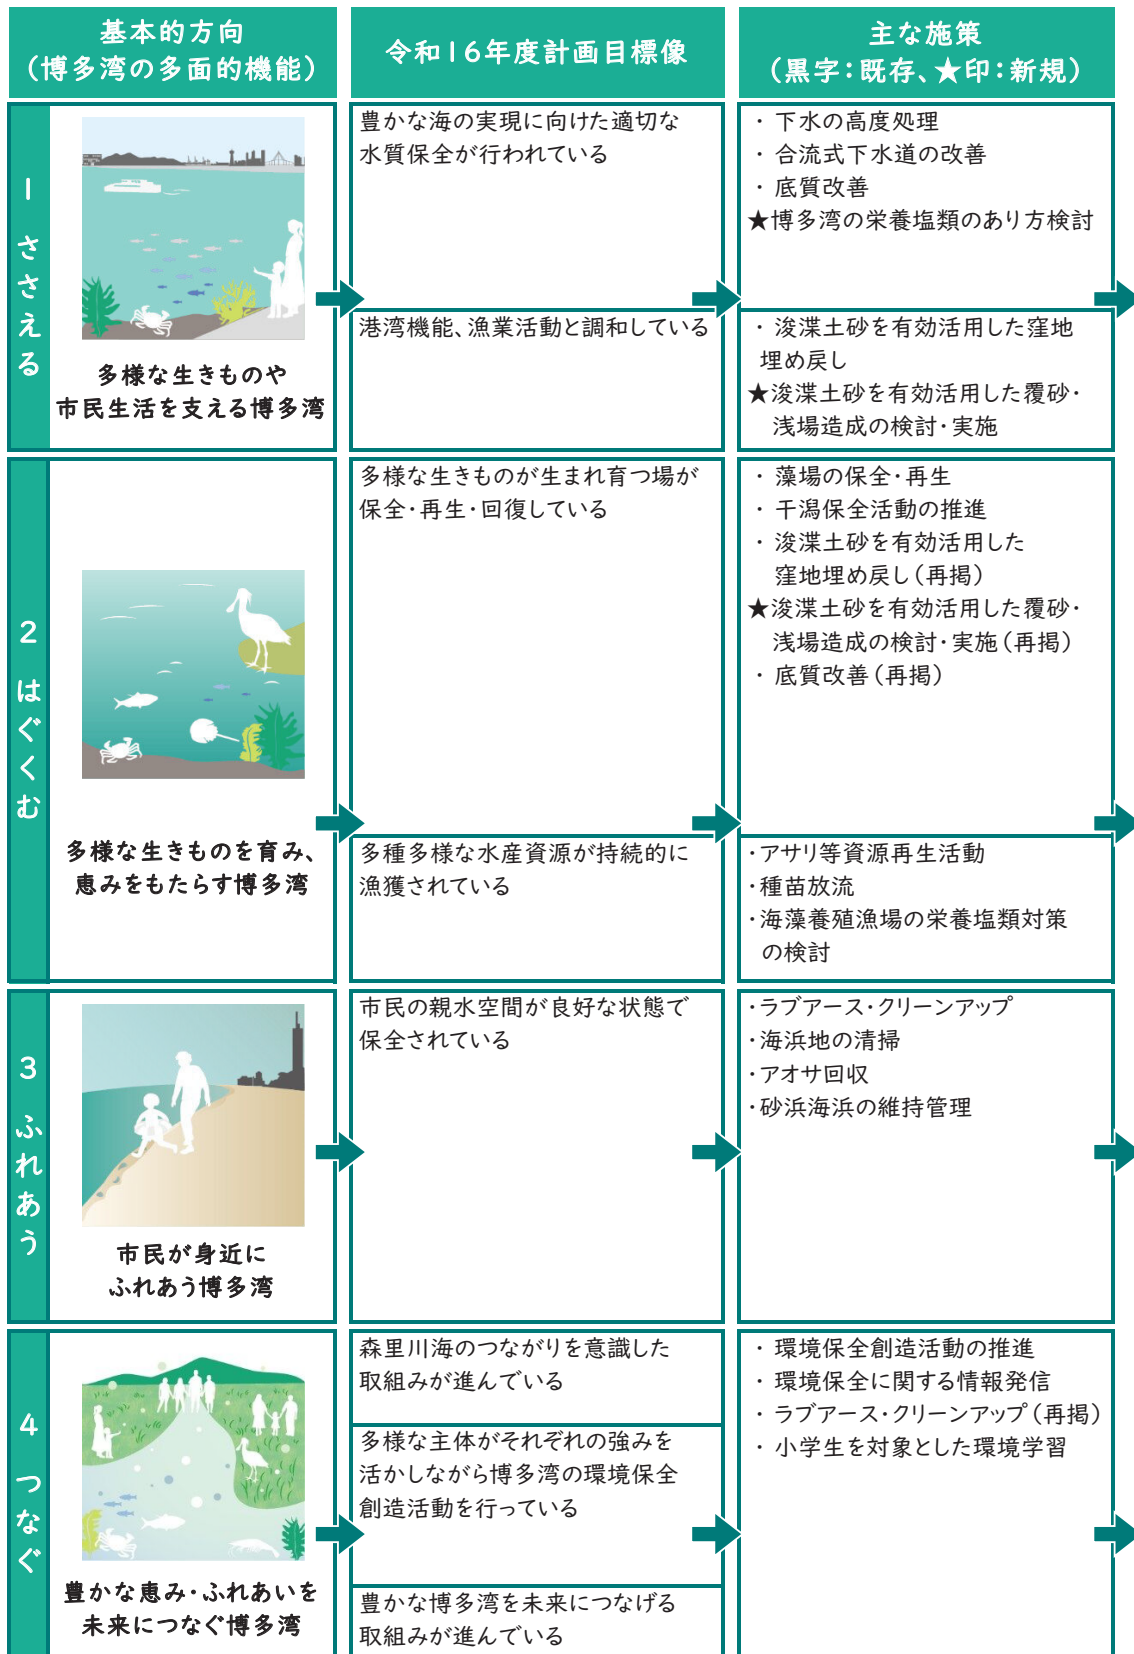 基本的方向
（博多湾の多面的機能）
令和16年度計画目標像
主な施策
（黒字：既存、★印：新規）
1 ささえる
多様な生きものや
市民生活を支える博多湾
豊かな海の実現に向けた適切な
水質保全が行われている
・ 下水の高度処理
・ 合流式下水道の改善
・ 底質改善
★博多湾の栄養塩類のあり方検討
港湾機能、漁業活動と調和している
・ 浚渫土砂を有効活用した窪地
埋め戻し
★浚渫土砂を有効活用した覆砂・
浅場造成の検討・実施
2 はぐくむ
多様な生きものを育み、
恵みをもたらす博多湾
多様な生きものが生まれ育つ場が
保全・再生・回復している
・ 藻場の保全・再生
・ 干潟保全活動の推進
・ 浚渫土砂を有効活用した
窪地埋め戻し（再掲）
★浚渫土砂を有効活用した覆砂・
浅場造成の検討・実施（再掲）
・ 底質改善（再掲）
多種多様な水産資源が持続的に
漁獲されている
・アサリ等資源再生活動
・種苗放流
・海藻養殖漁場の栄養塩類対策
の検討
3 ふれあう
市民が身近に
ふれあう博多湾
市民の親水空間が良好な状態で
保全されている
・ラブアース・クリーンアップ
・海浜地の清掃
・アオサ回収
・砂浜海浜の維持管理
4 つなぐ
豊かな恵み・ふれあいを
未来につなぐ博多湾
森里川海のつながりを意識した
取組みが進んでいる
多様な主体がそれぞれの強みを
活かしながら博多湾の環境保全
創造活動を行っている
豊かな博多湾を未来につなげる
取組みが進んでいる
・ 環境保全創造活動の推進
・ 環境保全に関する情報発信
・ ラブアース・クリーンアップ（再掲）
・ 小学生を対象とした環境学習